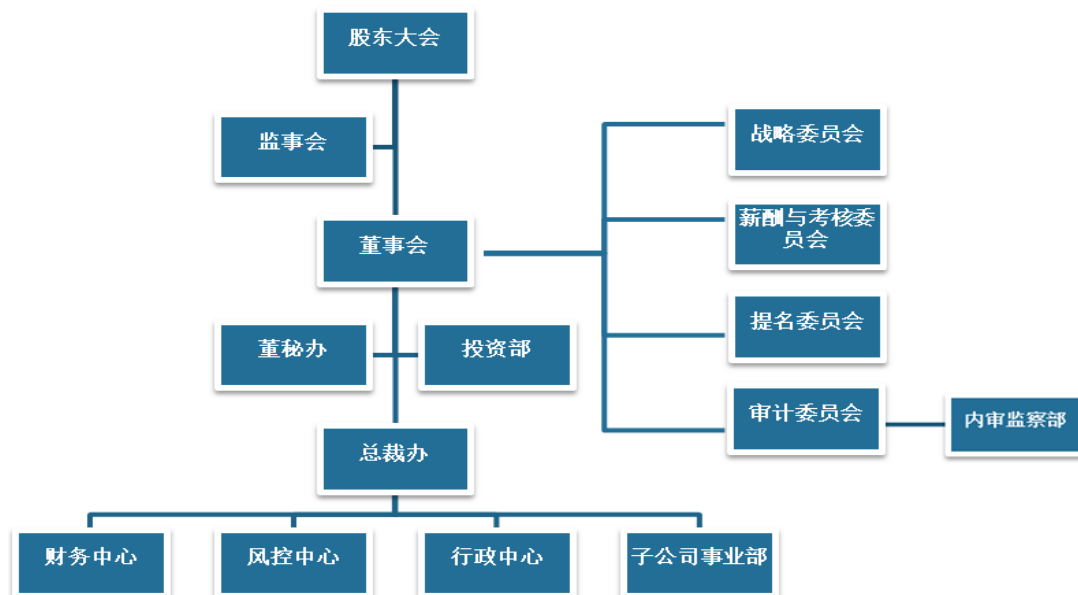 股东大会
监事会
战略委员会
薪酬与考核委
员会
董事会
提名委员会
董秘办
投资部
审计委员会
内审监察部
总裁办
财务中心
风控中心
行政中心
子公司事业部